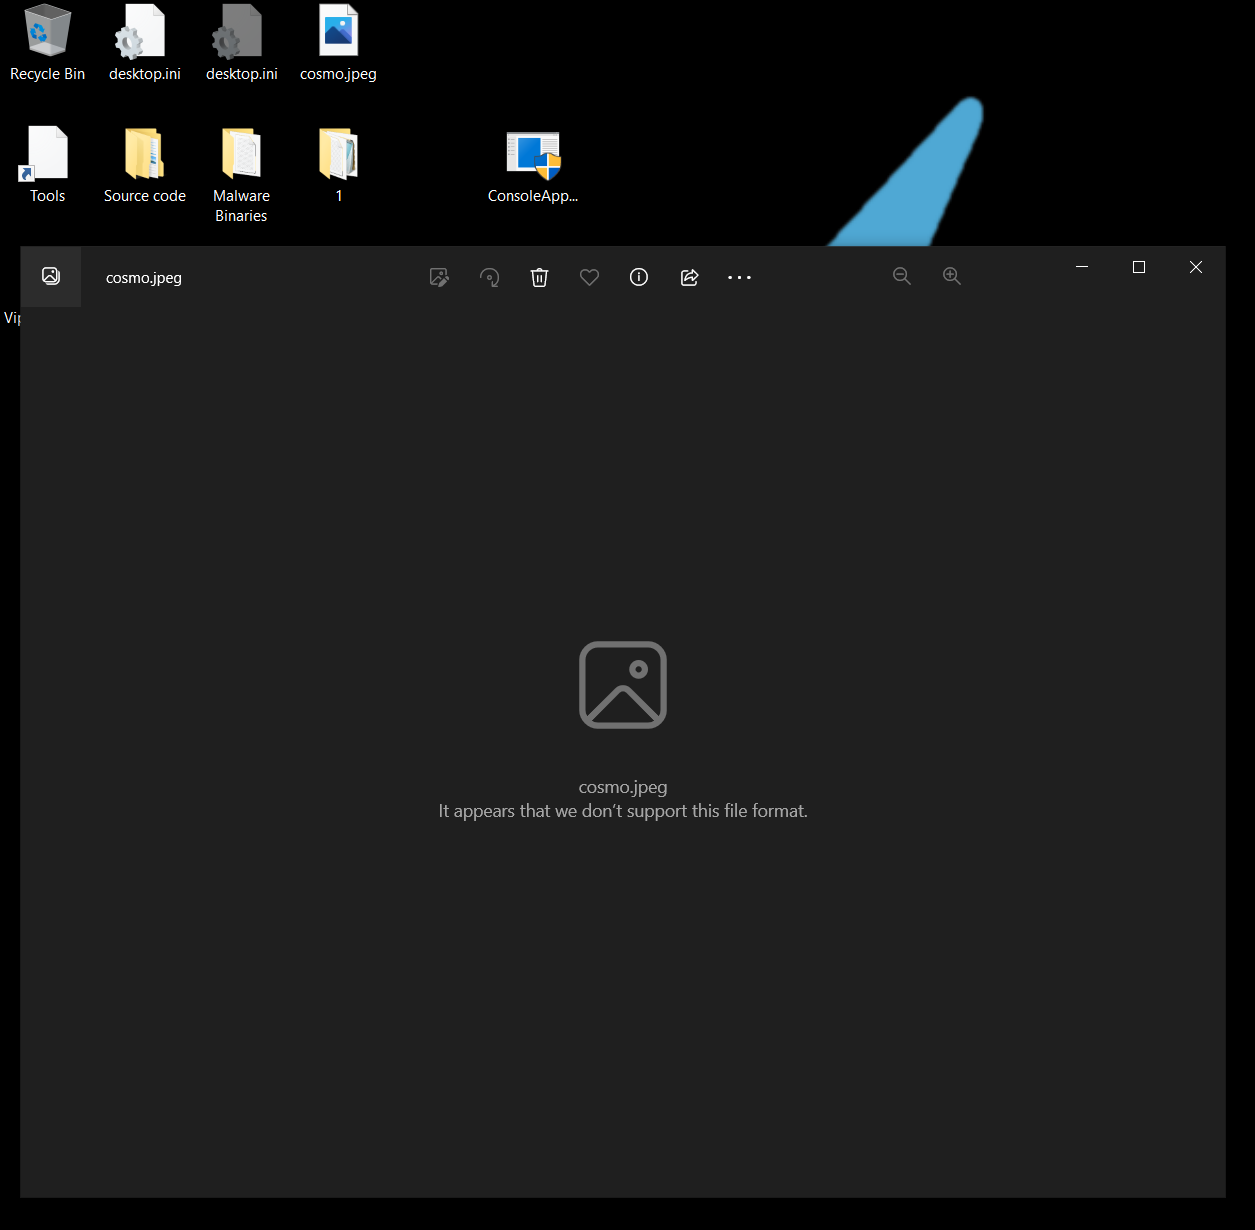 Recycle Bin
desktop.ini
desktop.ini
cosmo.jpeg
Tools
Source code
Malware
Binaries
1
ConsoleApp...
cosmo.jpeg
Vip
cosmo.jpeg
It appears that we don't support this file format.